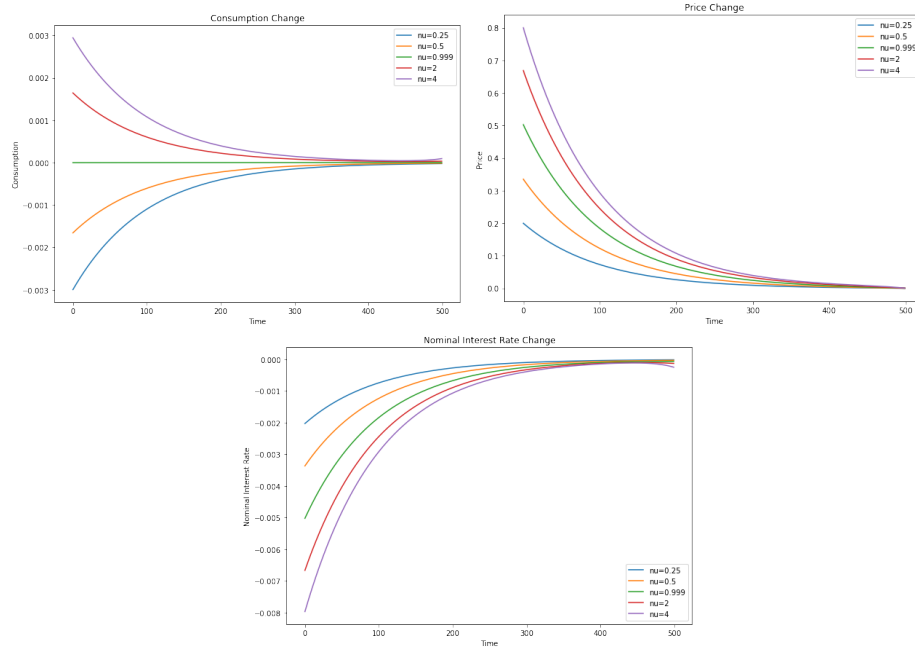 Consumption Change
Consumption
0.003
0.002
0.001
0.000
−0.001
−0.002
−0.003
0
100
200
300
400
500
Time
nu=0.25
nu=0.5
nu=0.999
nu=2
nu=4
Price Change
Price
0.8
0.7
0.6
0.5
0.4
0.3
0.2
0.1
0.0
0
100
200
300
400
500
Time
nu=0.25
nu=0.5
nu=0.999
nu=2
nu=4
Nominal Interest Rate Change
Nominal Interest Rate
0.000
−0.001
−0.002
−0.003
−0.004
−0.005
−0.006
−0.007
−0.008
0
100
200
300
400
500
Time
nu=0.25
nu=0.5
nu=0.999
nu=2
nu=4